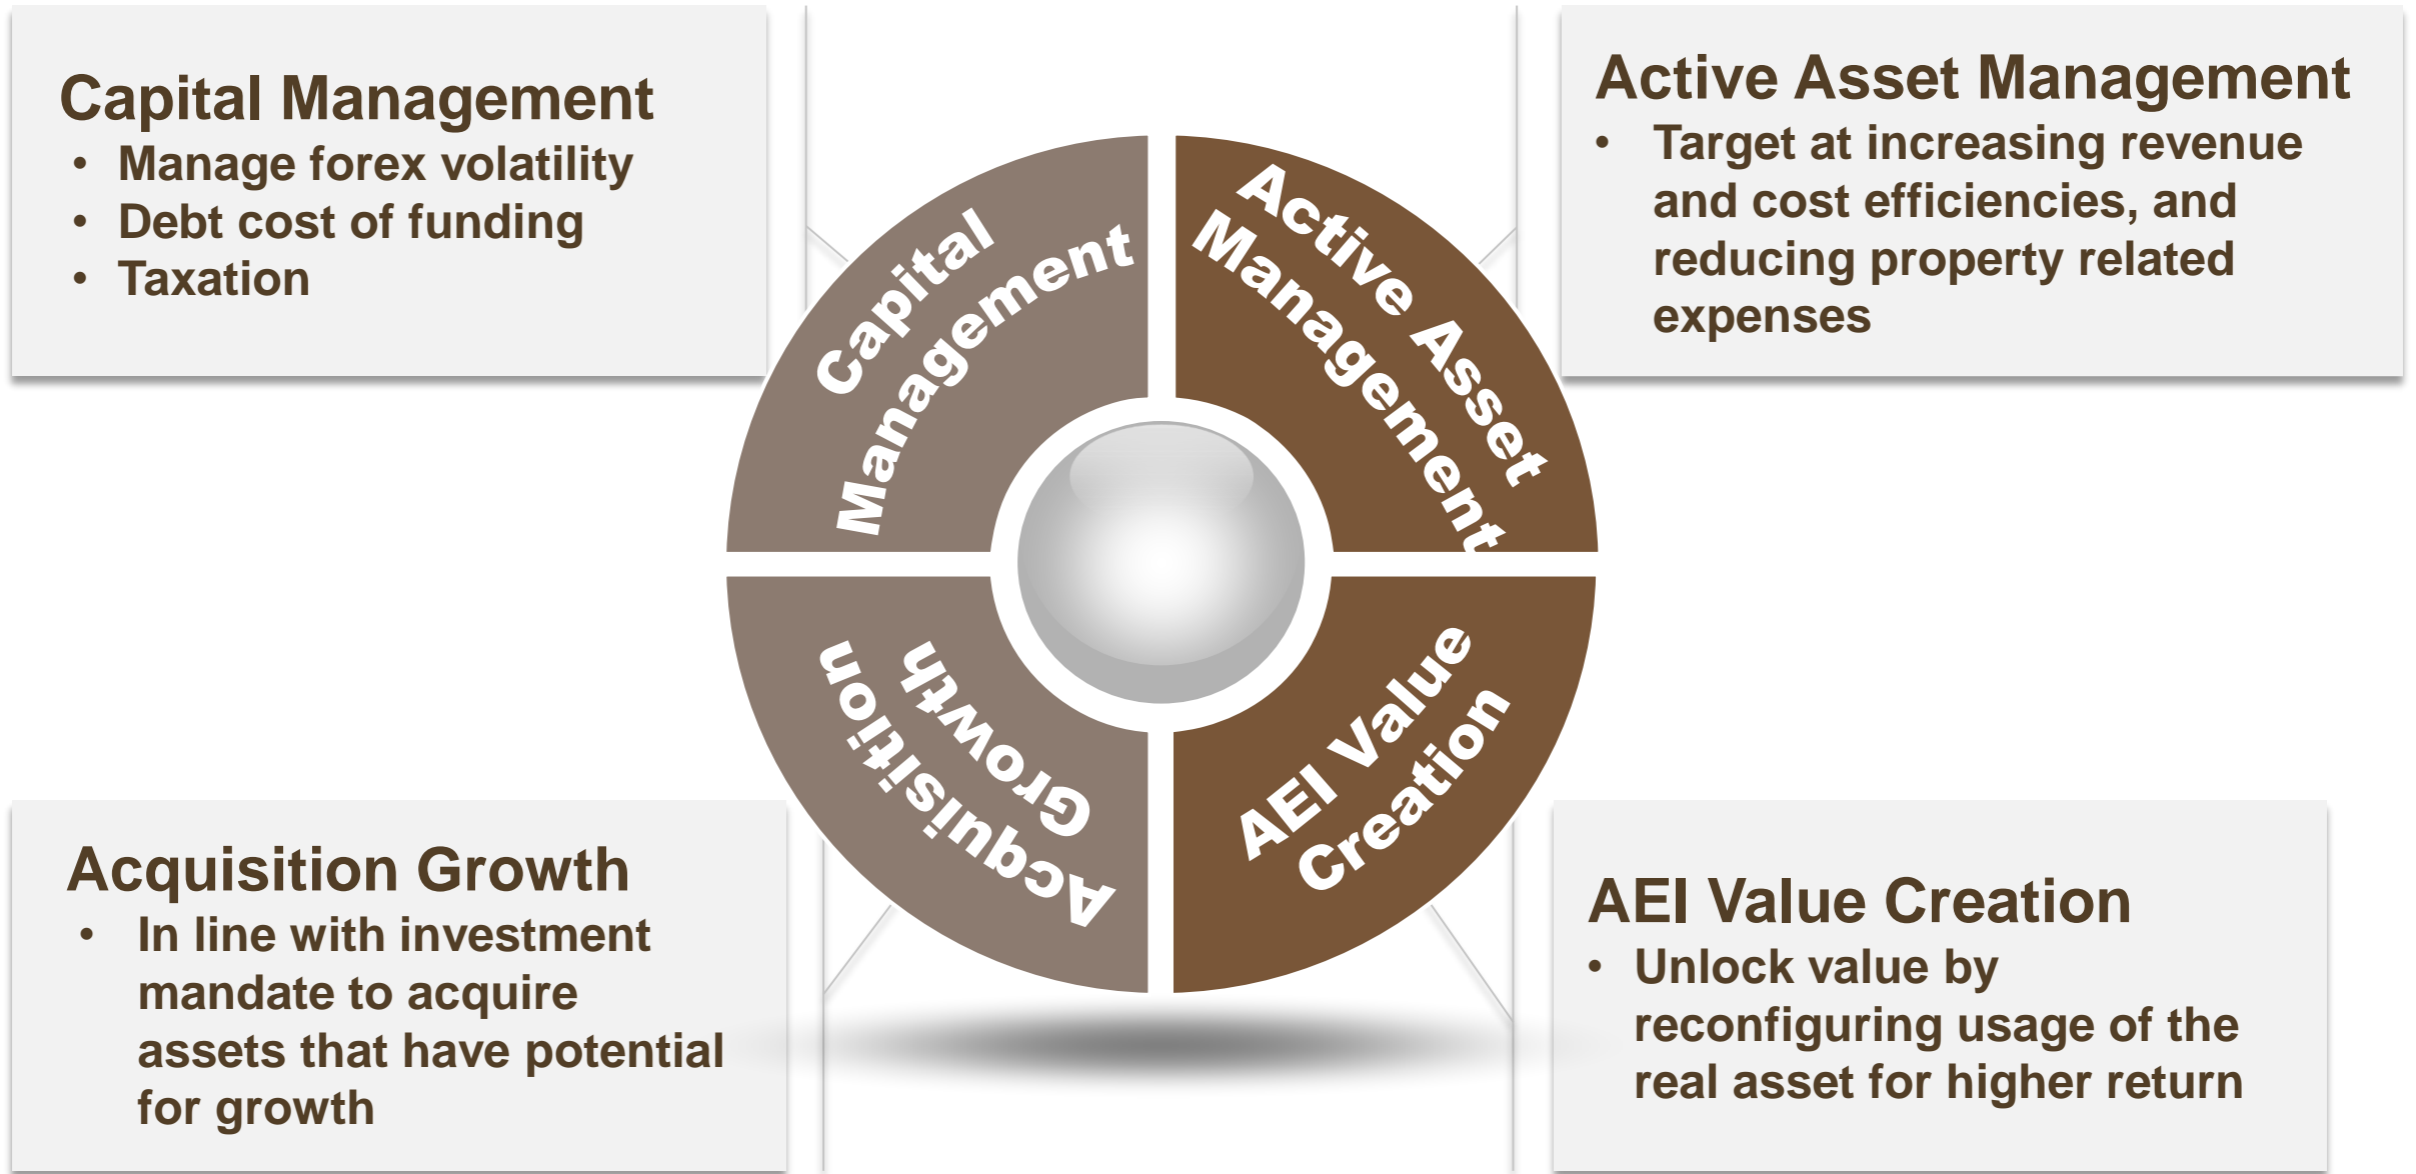 Capital Management
• Manage forex volatility
• Debt cost of funding
• Taxation
Active Asset Management
• Target at increasing revenue
and cost efficiencies, and
reducing property related
expenses
Capital
Management
Active Asset
Management
Acquisition
Growth
AEI Value
Creation
Acquisition Growth
• In line with investment
mandate to acquire
assets that have potential
for growth
AEI Value Creation
• Unlock value by
reconfiguring usage of the
real asset for higher return